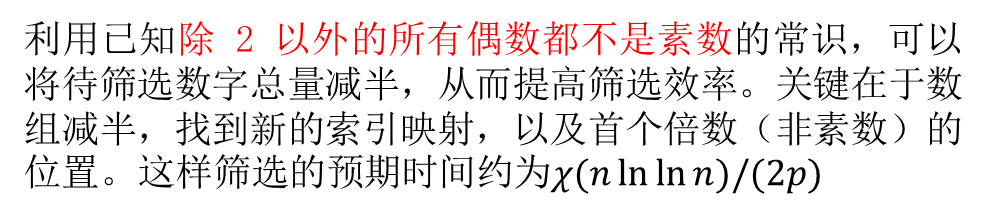 利用已知除 2 以外的所有偶数都不是素数的常识，可以
将待筛选数字总量减半，从而提高筛选效率。关键在于数
组减半，找到新的索引映射，以及首个倍数（非素数）的
位置。这样筛选的预期时间约为χ(n ln ln n)/(2p)